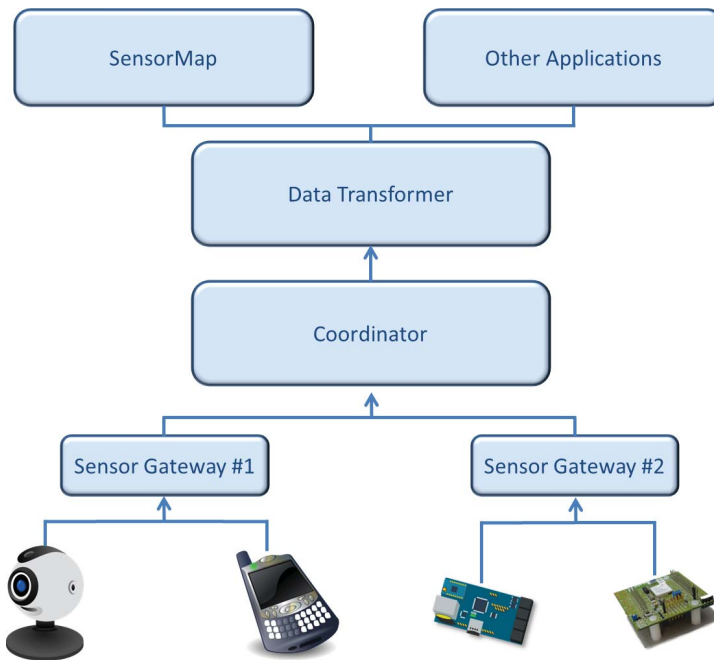 SensorMap
Other Applications
Data Transformer
Coordinator
Sensor Gateway #1
Sensor Gateway #2